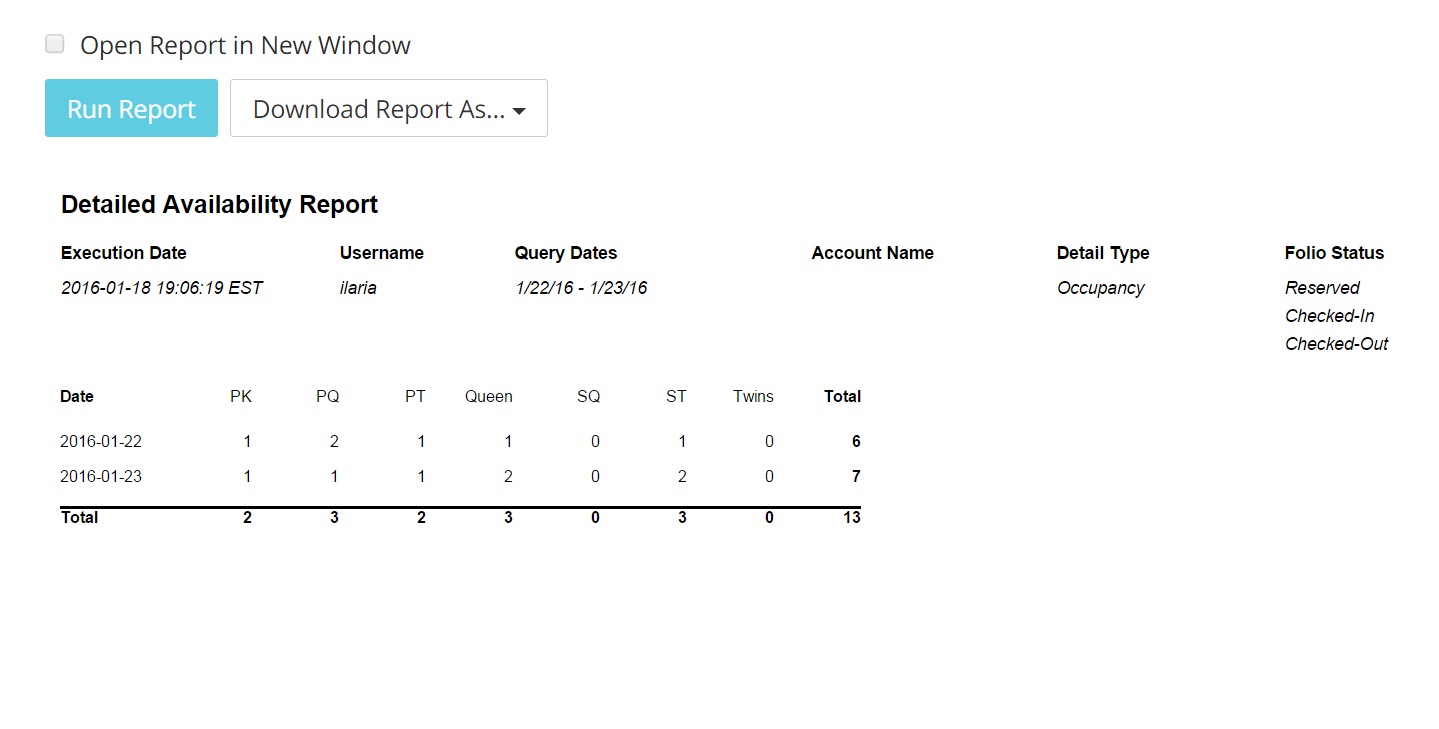 Open Report in New Window
Run Report Download Report As...
Detailed Availability Report
Execution Date Username Query Dates Account Name Detail Type Folio Status
2016-01-18 19:06:19 EST ilaria 1/22/16 - 1/23/16 Occupancy Reserved
Checked-In
Checked-Out
Date PK PQ PT Queen SQ ST Twins Total
2016-01-22 1 2 1 1 0 1 0 6
2016-01-23 1 1 1 2 0 2 0 7
Total 2 3 2 3 0 3 0 13